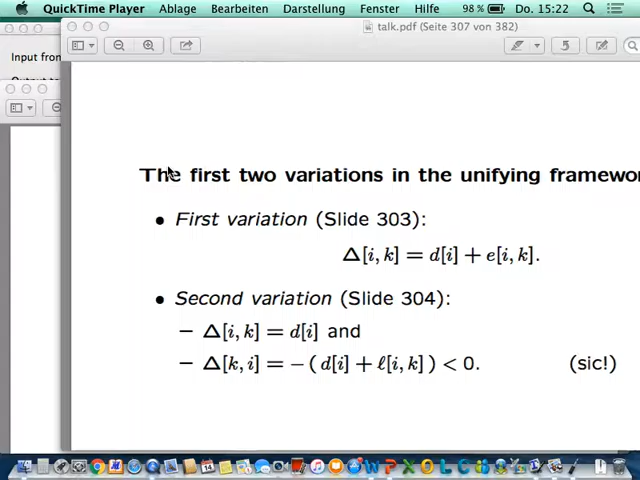 QuickTime Player Ablage Bearbeiten Darstellung Fenster Hilfe 98 % Do. 15:22
talk.pdf (Seite 307 von 382)
Input from
The first two variations in the unifying framewo
• First variation (Slide 303):
Δ[i, k] = d[i] + e[i, k].
• Second variation (Slide 304):
– Δ[i, k] = d[i] and
– Δ[k, i] = −( d[i] + ℓ[i, k] ) < 0. (sic!)